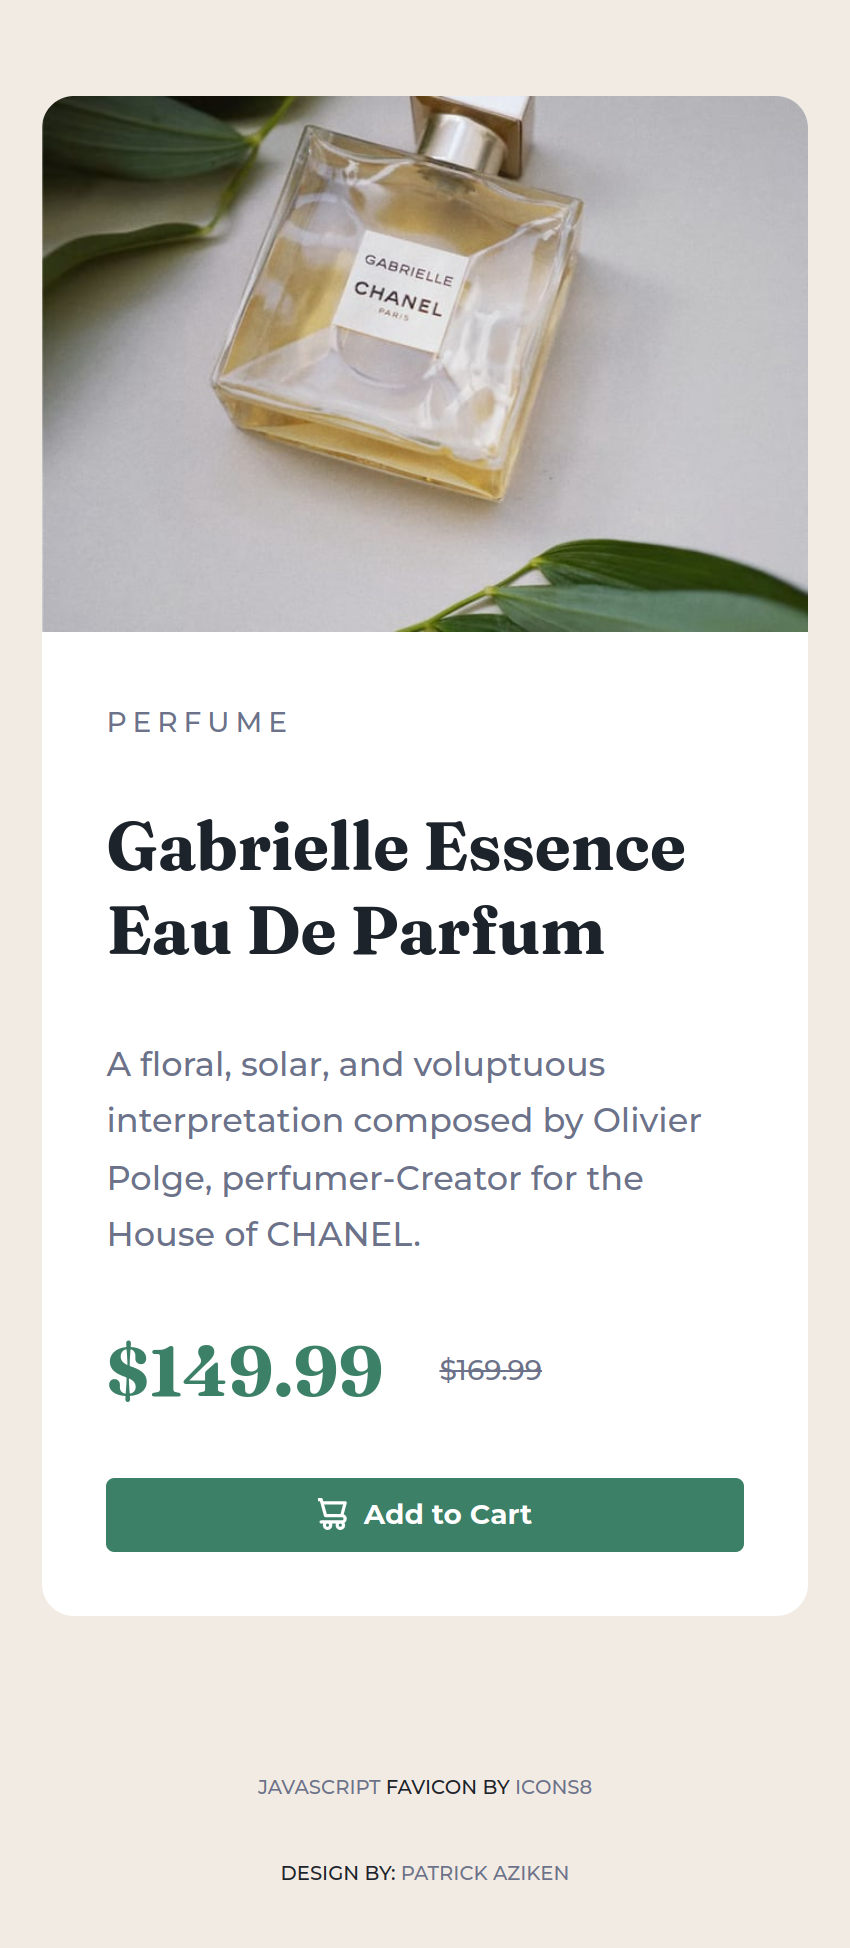 GABRIELLE
CHANEL
PARIS
PERFUME
Gabrielle Essence
Eau De Parfum
A floral, solar, and voluptuous
interpretation composed by Olivier
Polge, perfumer-Creator for the
House of CHANEL.
$149.99 $169.99
Add to Cart
JAVASCRIPT FAVICON BY ICONS8
DESIGN BY: PATRICK AZIKEN